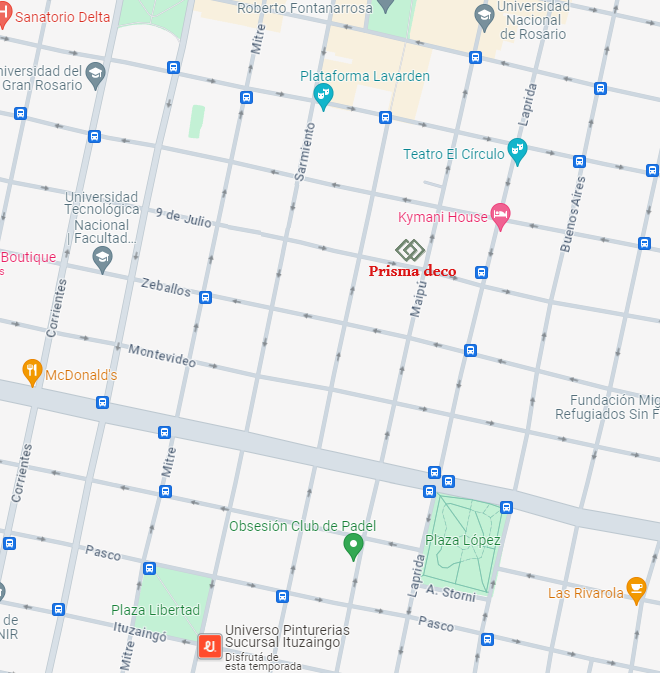 Sanatorio Delta
Roberto Fontanarrosa
Universidad
Nacional
de Rosario
Mitre
niversidad del
Gran Rosario
Plataforma Lavarden
Laprida
Sarmiento
Teatro El Círculo
Universidad
Tecnológica
Nacional
| Facultad...
9 de Julio
Kymani House
Buenos Aires
Boutique
s
Prisma deco
Zeballos
Corrientes
Maipú
Montevideo
McDonald's
Fundación Mig
Refugiados Sin F
Corrientes
Mitre
Obsesión Club de Padel
Plaza López
Pasco
Laprida
A. Storni
Las Rivarola
Plaza Libertad
Pasco
de
NIR
Ituzaingó
Mitre
Universo Pinturerias
Sucursal Ituzaingo
Disfrutá de
esta temporada